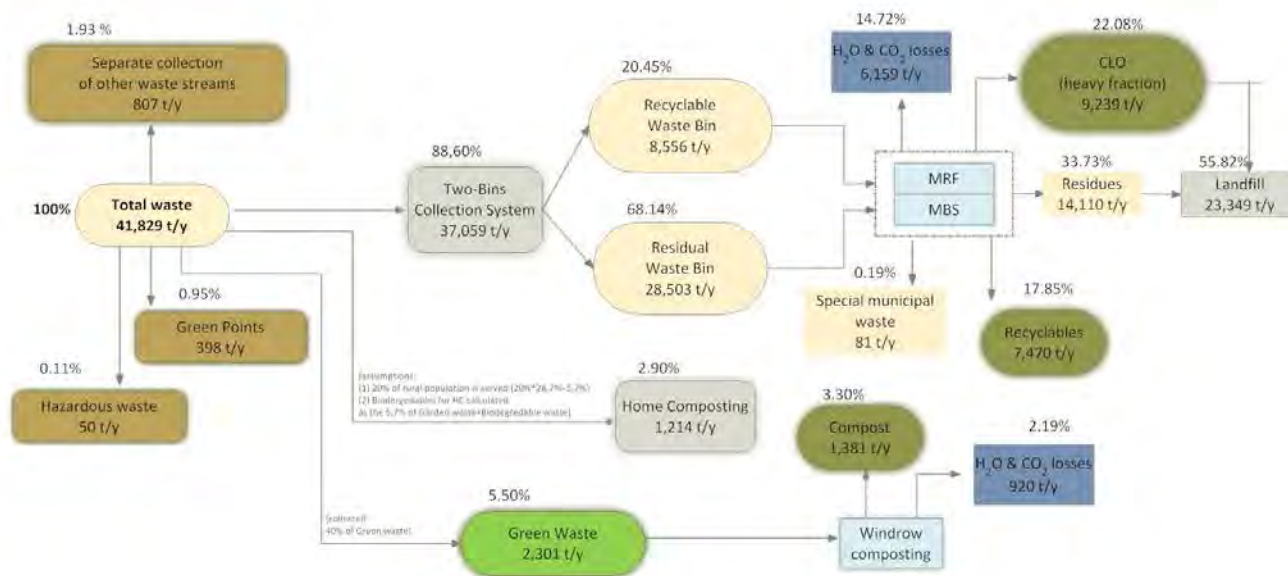 1.93 %
Separate collection
of other waste streams
807 t/y
100%
Total waste
41,829 t/y
0.95%
Green Points
398 t/y
0.11%
Hazardous waste
50 t/y
88,60%
Two-Bins
Collection System
37,059 t/y
20.45%
Recyclable
Waste Bin
8,556 t/y
68.14%
Residual
Waste Bin
28,503 t/y
14.72%
H₂O & CO₂ losses
6,159 t/y
22.08%
CLO
(heavy fraction)
9,239 t/y
MRF
MBS
33.73%
Residues
14,110 t/y
55.82%
Landfill
23,349 t/y
0.19%
Special municipal
waste
81 t/y
17.85%
Recyclables
7,470 t/y
(1) 20% of rural population is served (20%*28,7%=5,7%)
(2) Biodergedables for HC calculated
as the 5,7% of Garden waste+Biodegredable waste)
2.90%
Home Composting
1,214 t/y
40% of Green waste)
5.50%
Green Waste
2,301 t/y
3.30%
Compost
1,381 t/y
2.19%
H₂O & CO₂ losses
920 t/y
Windrow
composting